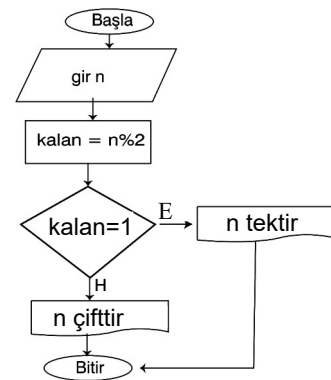 Başla
gir n
kalan = n%2
kalan=1
E
n tektir
H
n çifttir
Bitir